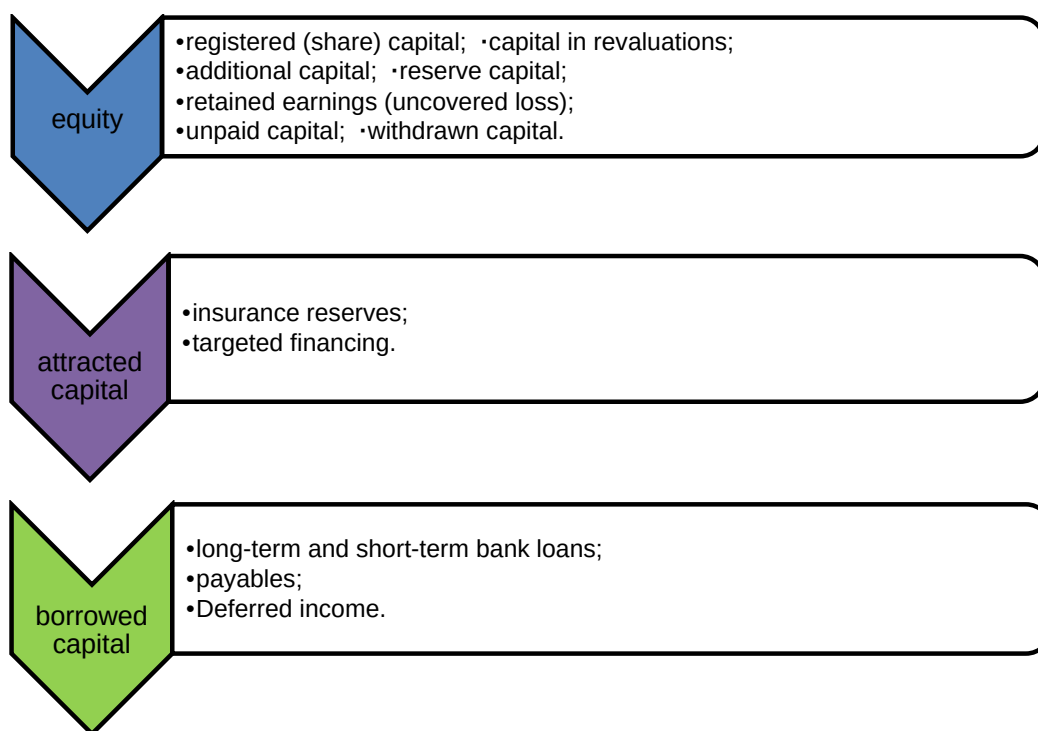 equity
•registered (share) capital; ·capital in revaluations;
•additional capital; ·reserve capital;
•retained earnings (uncovered loss);
•unpaid capital; ·withdrawn capital.
attracted
capital
•insurance reserves;
•targeted financing.
borrowed
capital
•long-term and short-term bank loans;
•payables;
•Deferred income.